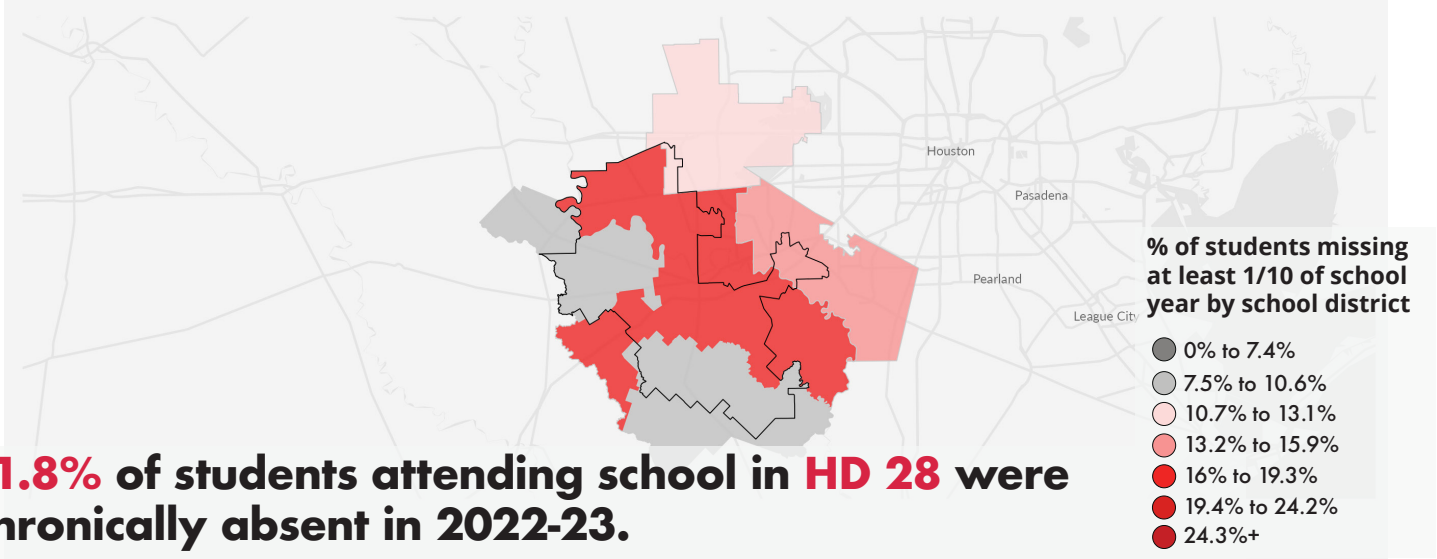 Houston
Pasadena
Pearland
League City
% of students missing
at least 1/10 of school
year by school district
0% to 7.4%
7.5% to 10.6%
10.7% to 13.1%
13.2% to 15.9%
16% to 19.3%
19.4% to 24.2%
24.3%+
1.8% of students attending school in HD 28 were
hronically absent in 2022-23.